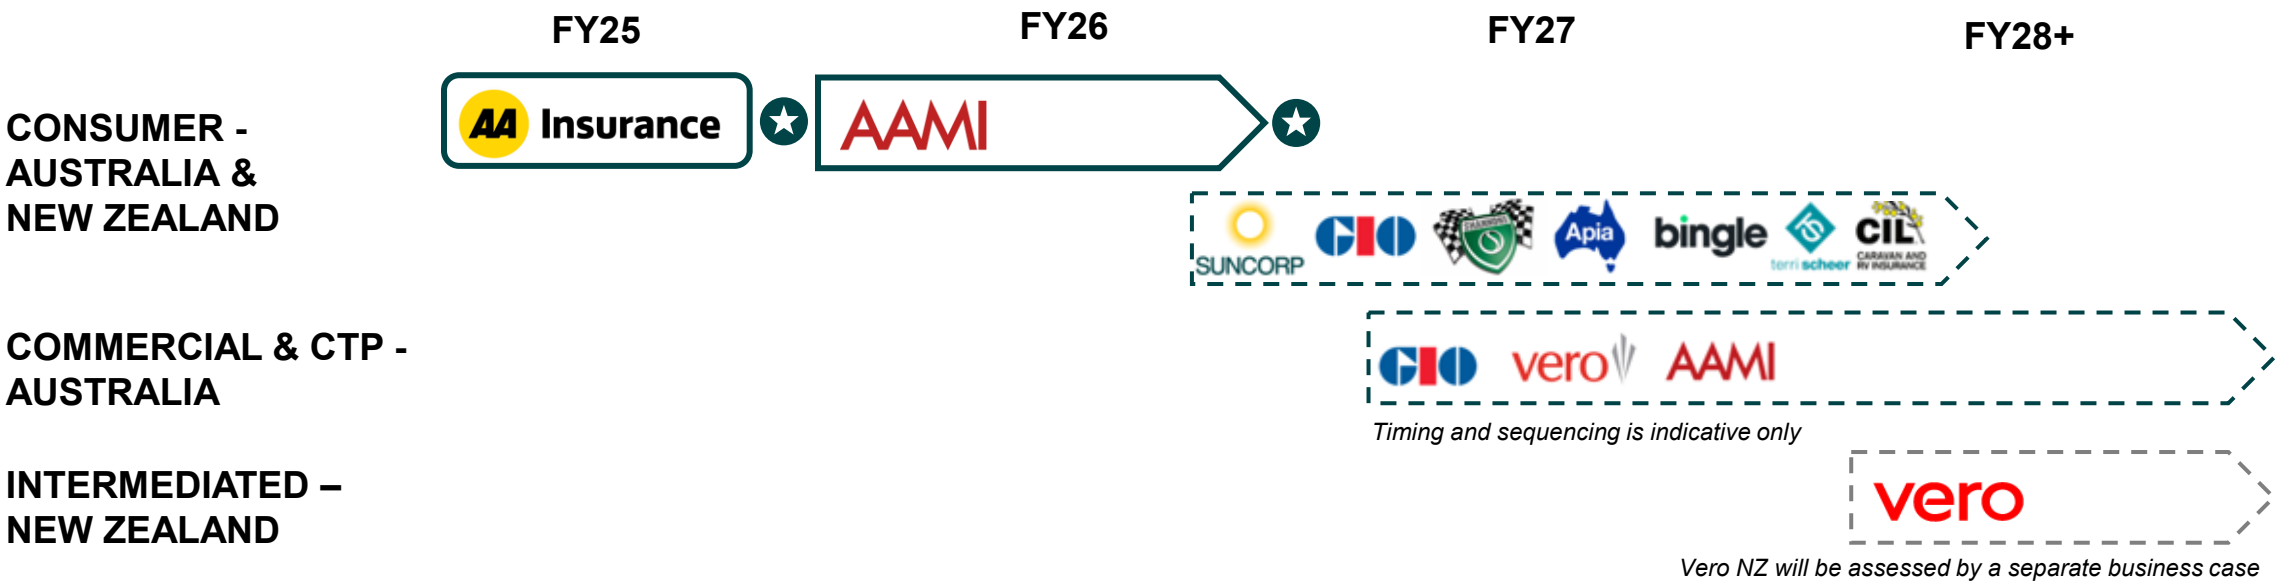 FY25 FY26 FY27 FY28+
CONSUMER -
AUSTRALIA &
NEW ZEALAND
AA Insurance
AAMI
SUNCORP
GIO
SHANNONS
Apia
bingle
ts
terri scheer
CIL
CARAVAN AND
RV INSURANCE
COMMERCIAL & CTP -
AUSTRALIA
GIO
vero
AAMI
Timing and sequencing is indicative only
INTERMEDIATED –
NEW ZEALAND
vero
Vero NZ will be assessed by a separate business case